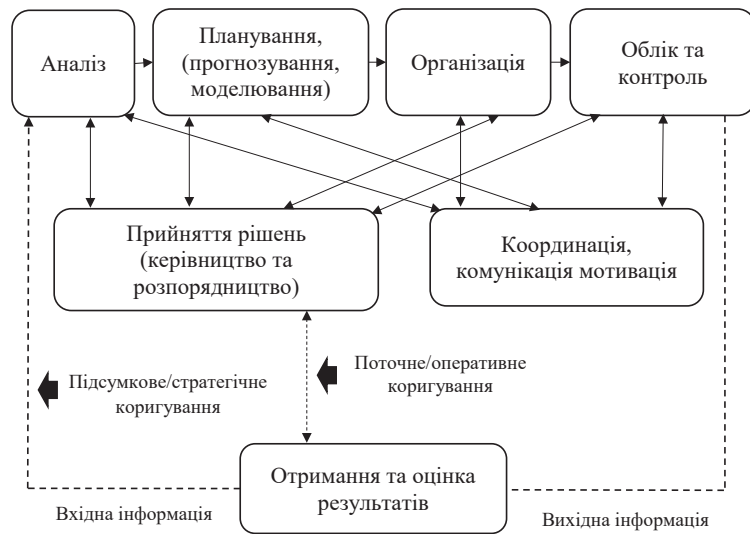 Аналіз
Планування,
(прогнозування,
моделювання)
Організація
Облік та
контроль
Прийняття рішень
(керівництво та
розпорядництво)
Координація,
комунікація мотивація
Підсумкове/стратегічне
коригування
Поточне/оперативне
коригування
Отримання та оцінка
результатів
Вхідна інформація
Вихідна інформація